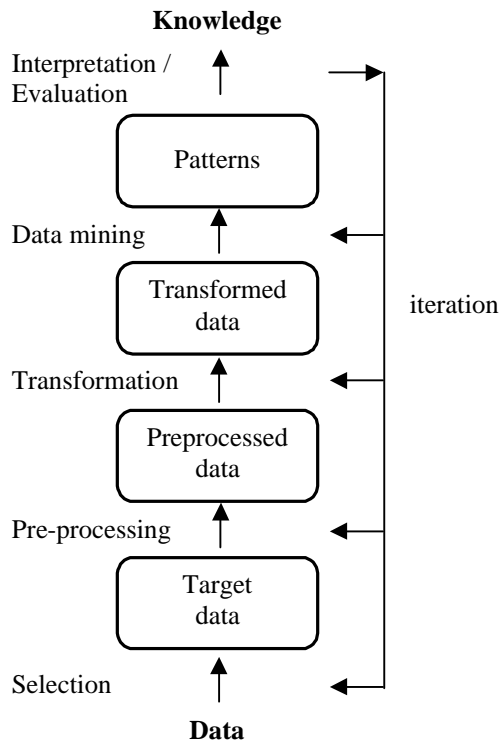 Knowledge
Interpretation /
Evaluation
Patterns
Data mining
Transformed
data
iteration
Transformation
Preprocessed
data
Pre-processing
Target
data
Selection
Data